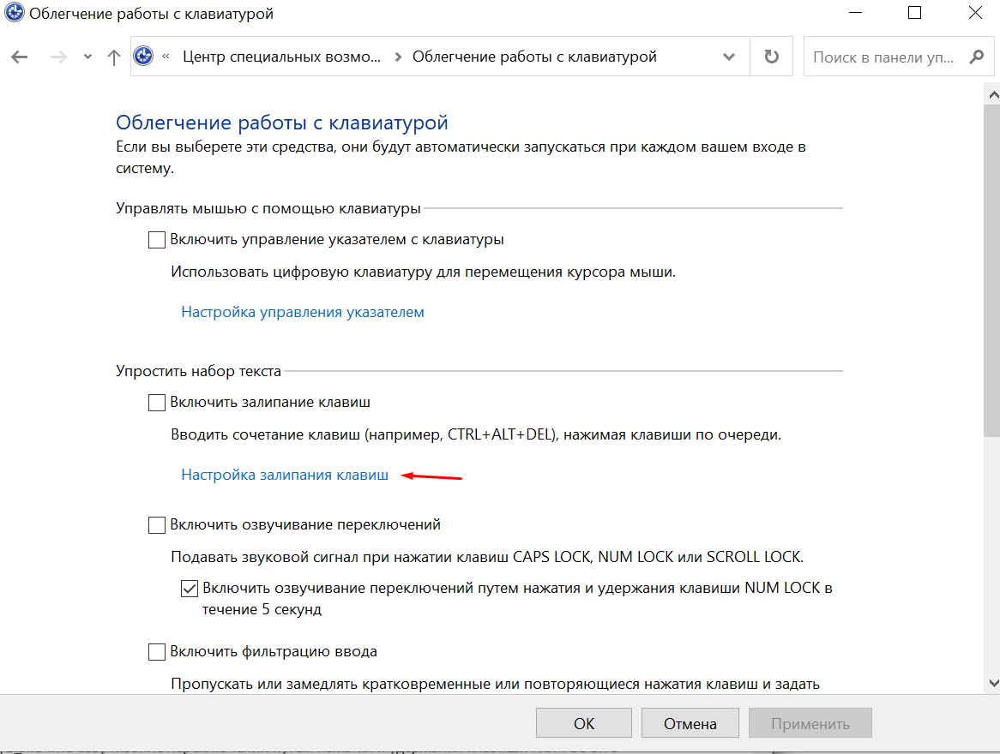 Облегчение работы с клавиатурой
« Центр специальных возмо... Облегчение работы с клавиатурой Поиск в панели уп...
Облегчение работы с клавиатурой
Если вы выберете эти средства, они будут автоматически запускаться при каждом вашем входе в
систему.
Управлять мышью с помощью клавиатуры
Включить управление указателем с клавиатуры
Использовать цифровую клавиатуру для перемещения курсора мыши.
Настройка управления указателем
Упростить набор текста
Включить залипание клавиш
Вводить сочетание клавиш (например, CTRL+ALT+DEL), нажимая клавиши по очереди.
Настройка залипания клавиш
Включить озвучивание переключений
Подавать звуковой сигнал при нажатии клавиш CAPS LOCK, NUM LOCK или SCROLL LOCK.
Включить озвучивание переключений путем нажатия и удержания клавиши NUM LOCK в
течение 5 секунд
Включить фильтрацию ввода
Пропускать или замедлять кратковременные или повторяющиеся нажатия клавиш и задать
ОК Отмена Применить